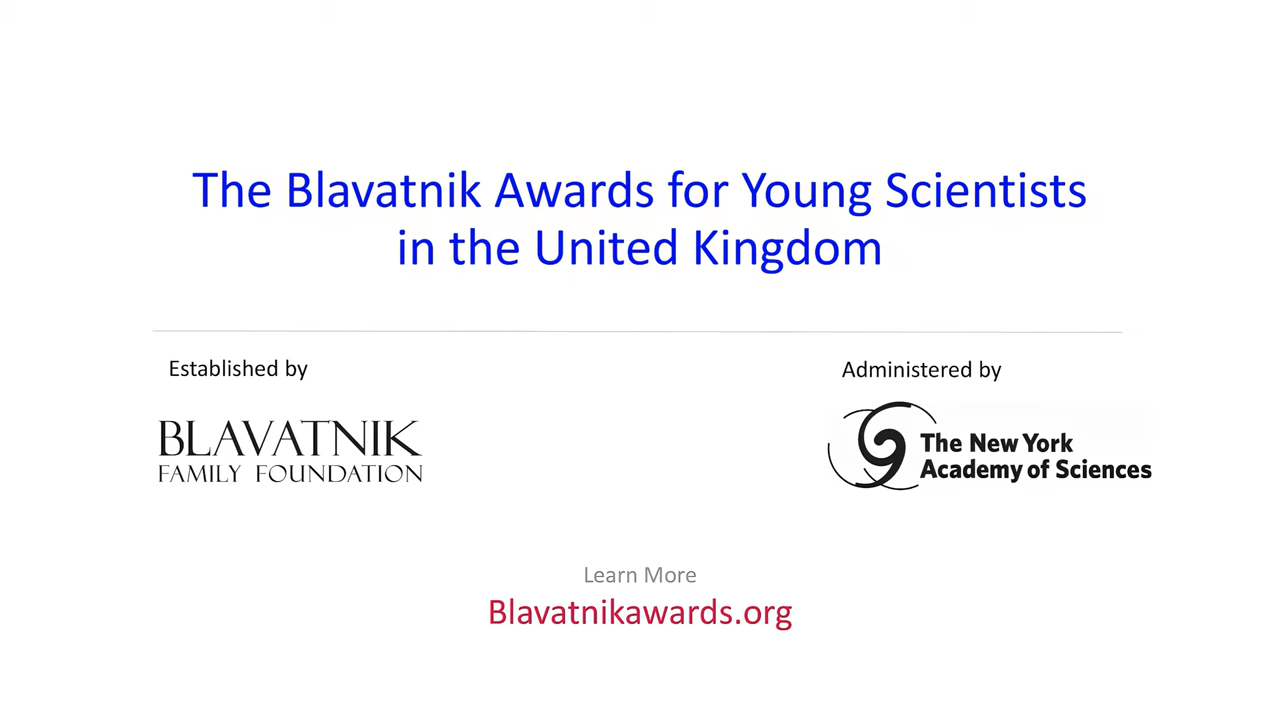 The Blavatnik Awards for Young Scientists
in the United Kingdom
Established by
BLAVATNIK
FAMILY FOUNDATION
Administered by
The New York
Academy of Sciences
Learn More
Blavatnikawards.org